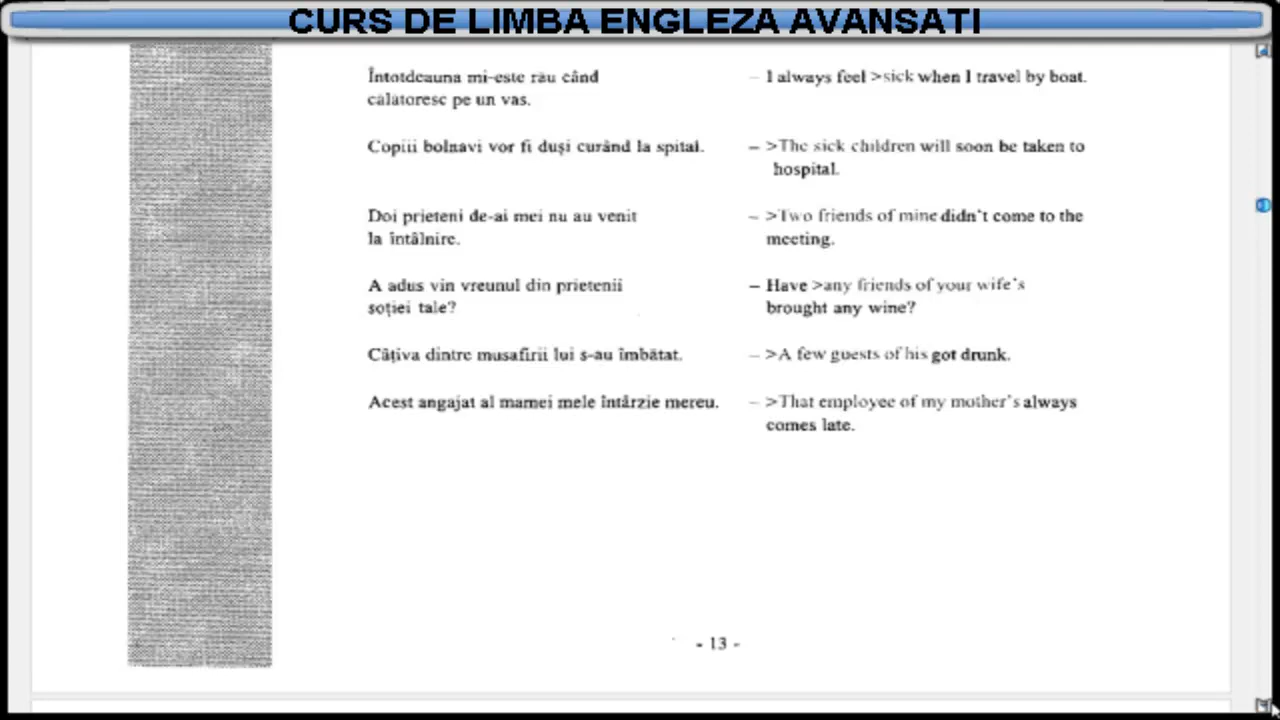 CURS DE LIMBA ENGLEZA AVANSATI
Întotdeauna mi-este rău când
călătoresc pe un vas.
– I always feel >sick when I travel by boat.
Copiii bolnavi vor fi duşi curând la spital.
– >The sick children will soon be taken to
hospital.
Doi prieteni de-ai mei nu au venit
la întâlnire.
– >Two friends of mine didn't come to the
meeting.
A adus vin vreunul din prietenii
soţiei tale?
– Have >any friends of your wife's
brought any wine?
Câţiva dintre musafirii lui s-au îmbătat.
– >A few guests of his got drunk.
Acest angajat al mamei mele întârzie mereu.
– >That employee of my mother's always
comes late.
- 13 -